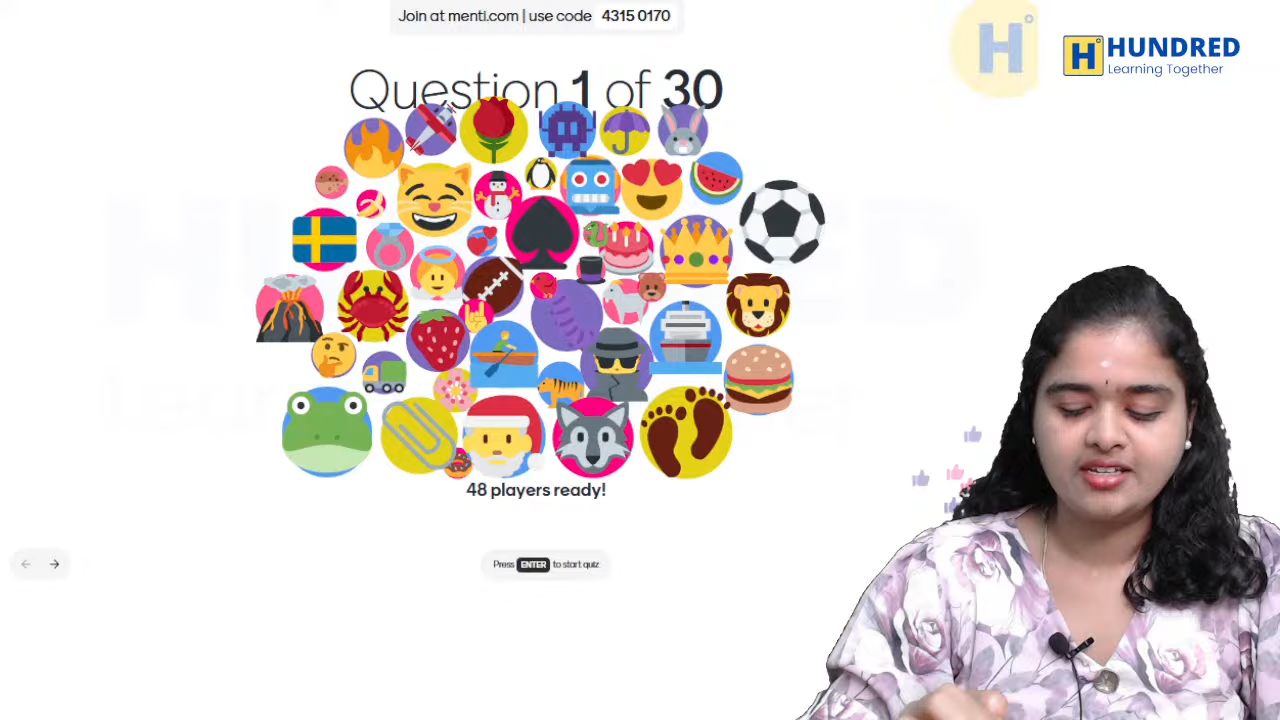 Join at menti.com | use code 4315 0170
H° HUNDRED
Learning Together
Question 1 of 30
48 players ready!
Press ENTER to start quiz